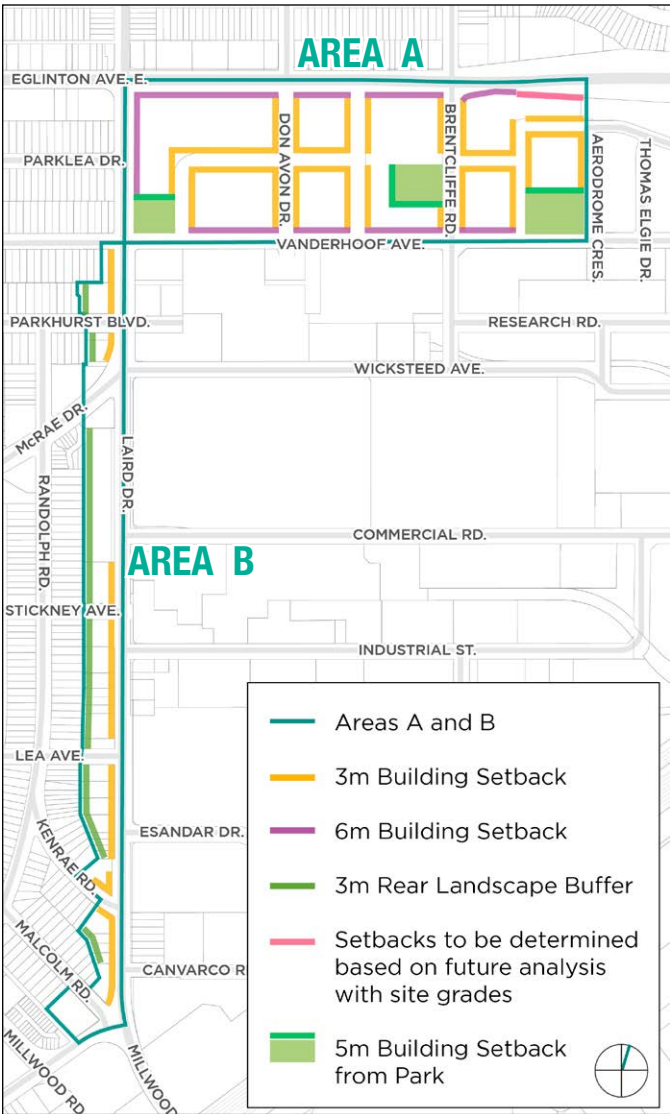 AREA A
EGLINTON AVE. E.
PARKLEA DR.
DON AVON DR.
BRENTCLIFFE RD.
AERODROME CRES.
THOMAS ELGIE DR.
VANDERHOOF AVE.
PARKHURST BLVD.
RESEARCH RD.
WICKSTEED AVE.
McRAE DR.
LAIRD DR.
RANDOLPH RD.
COMMERCIAL RD.
AREA B
STICKNEY AVE.
INDUSTRIAL ST.
LEA AVE.
ESANDAR DR.
KENRAE RD.
MALCOLM RD.
CANVARCO R
MILLWOOD RD
MILLWOOD
Areas A and B
3m Building Setback
6m Building Setback
3m Rear Landscape Buffer
Setbacks to be determined
based on future analysis
with site grades
5m Building Setback
from Park